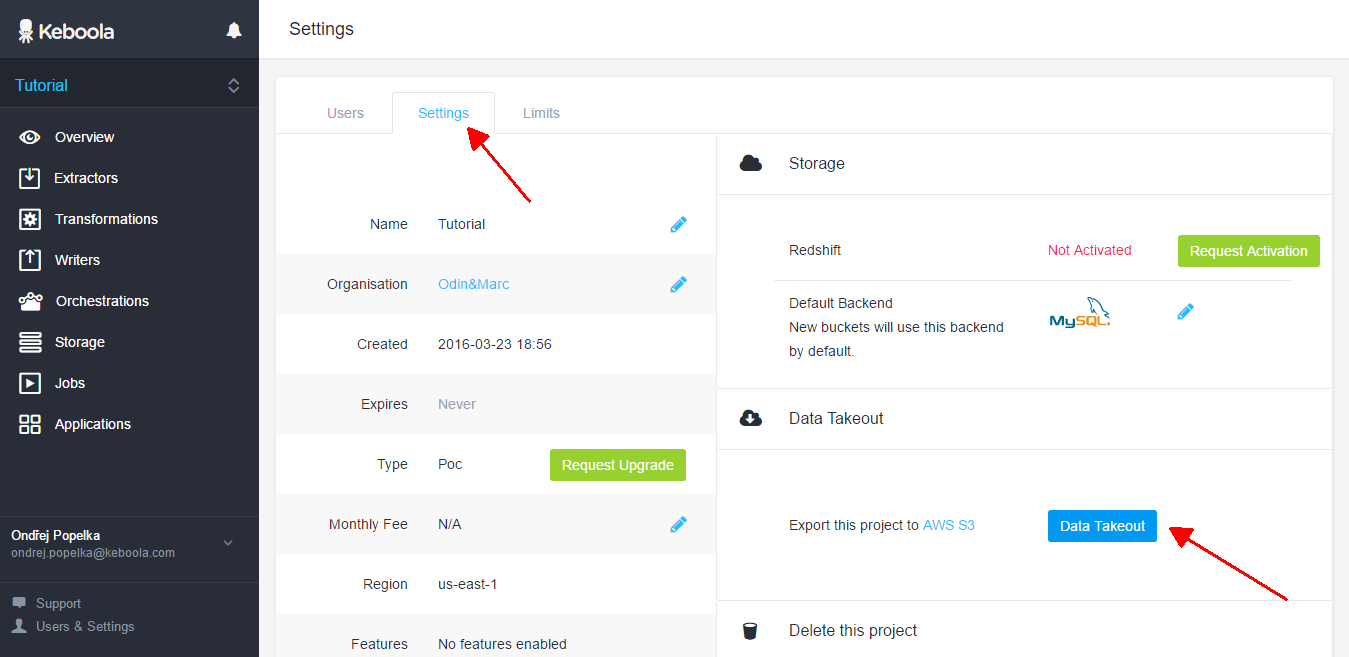 Keboola
Settings
Tutorial
Overview
Extractors
Transformations
Writers
Orchestrations
Storage
Jobs
Applications
Ondřej Popelka
ondrej.popelka@keboola.com
Support
Users & Settings
Users
Settings
Limits
Name Tutorial
Organisation Odin&Marc
Created 2016-03-23 18:56
Expires Never
Type Poc Request Upgrade
Monthly Fee N/A
Region us-east-1
Features No features enabled
Storage
Redshift Not Activated Request Activation
Default Backend
New buckets will use this backend
by default.
MySQL.
Data Takeout
Export this project to AWS S3 Data Takeout
Delete this project